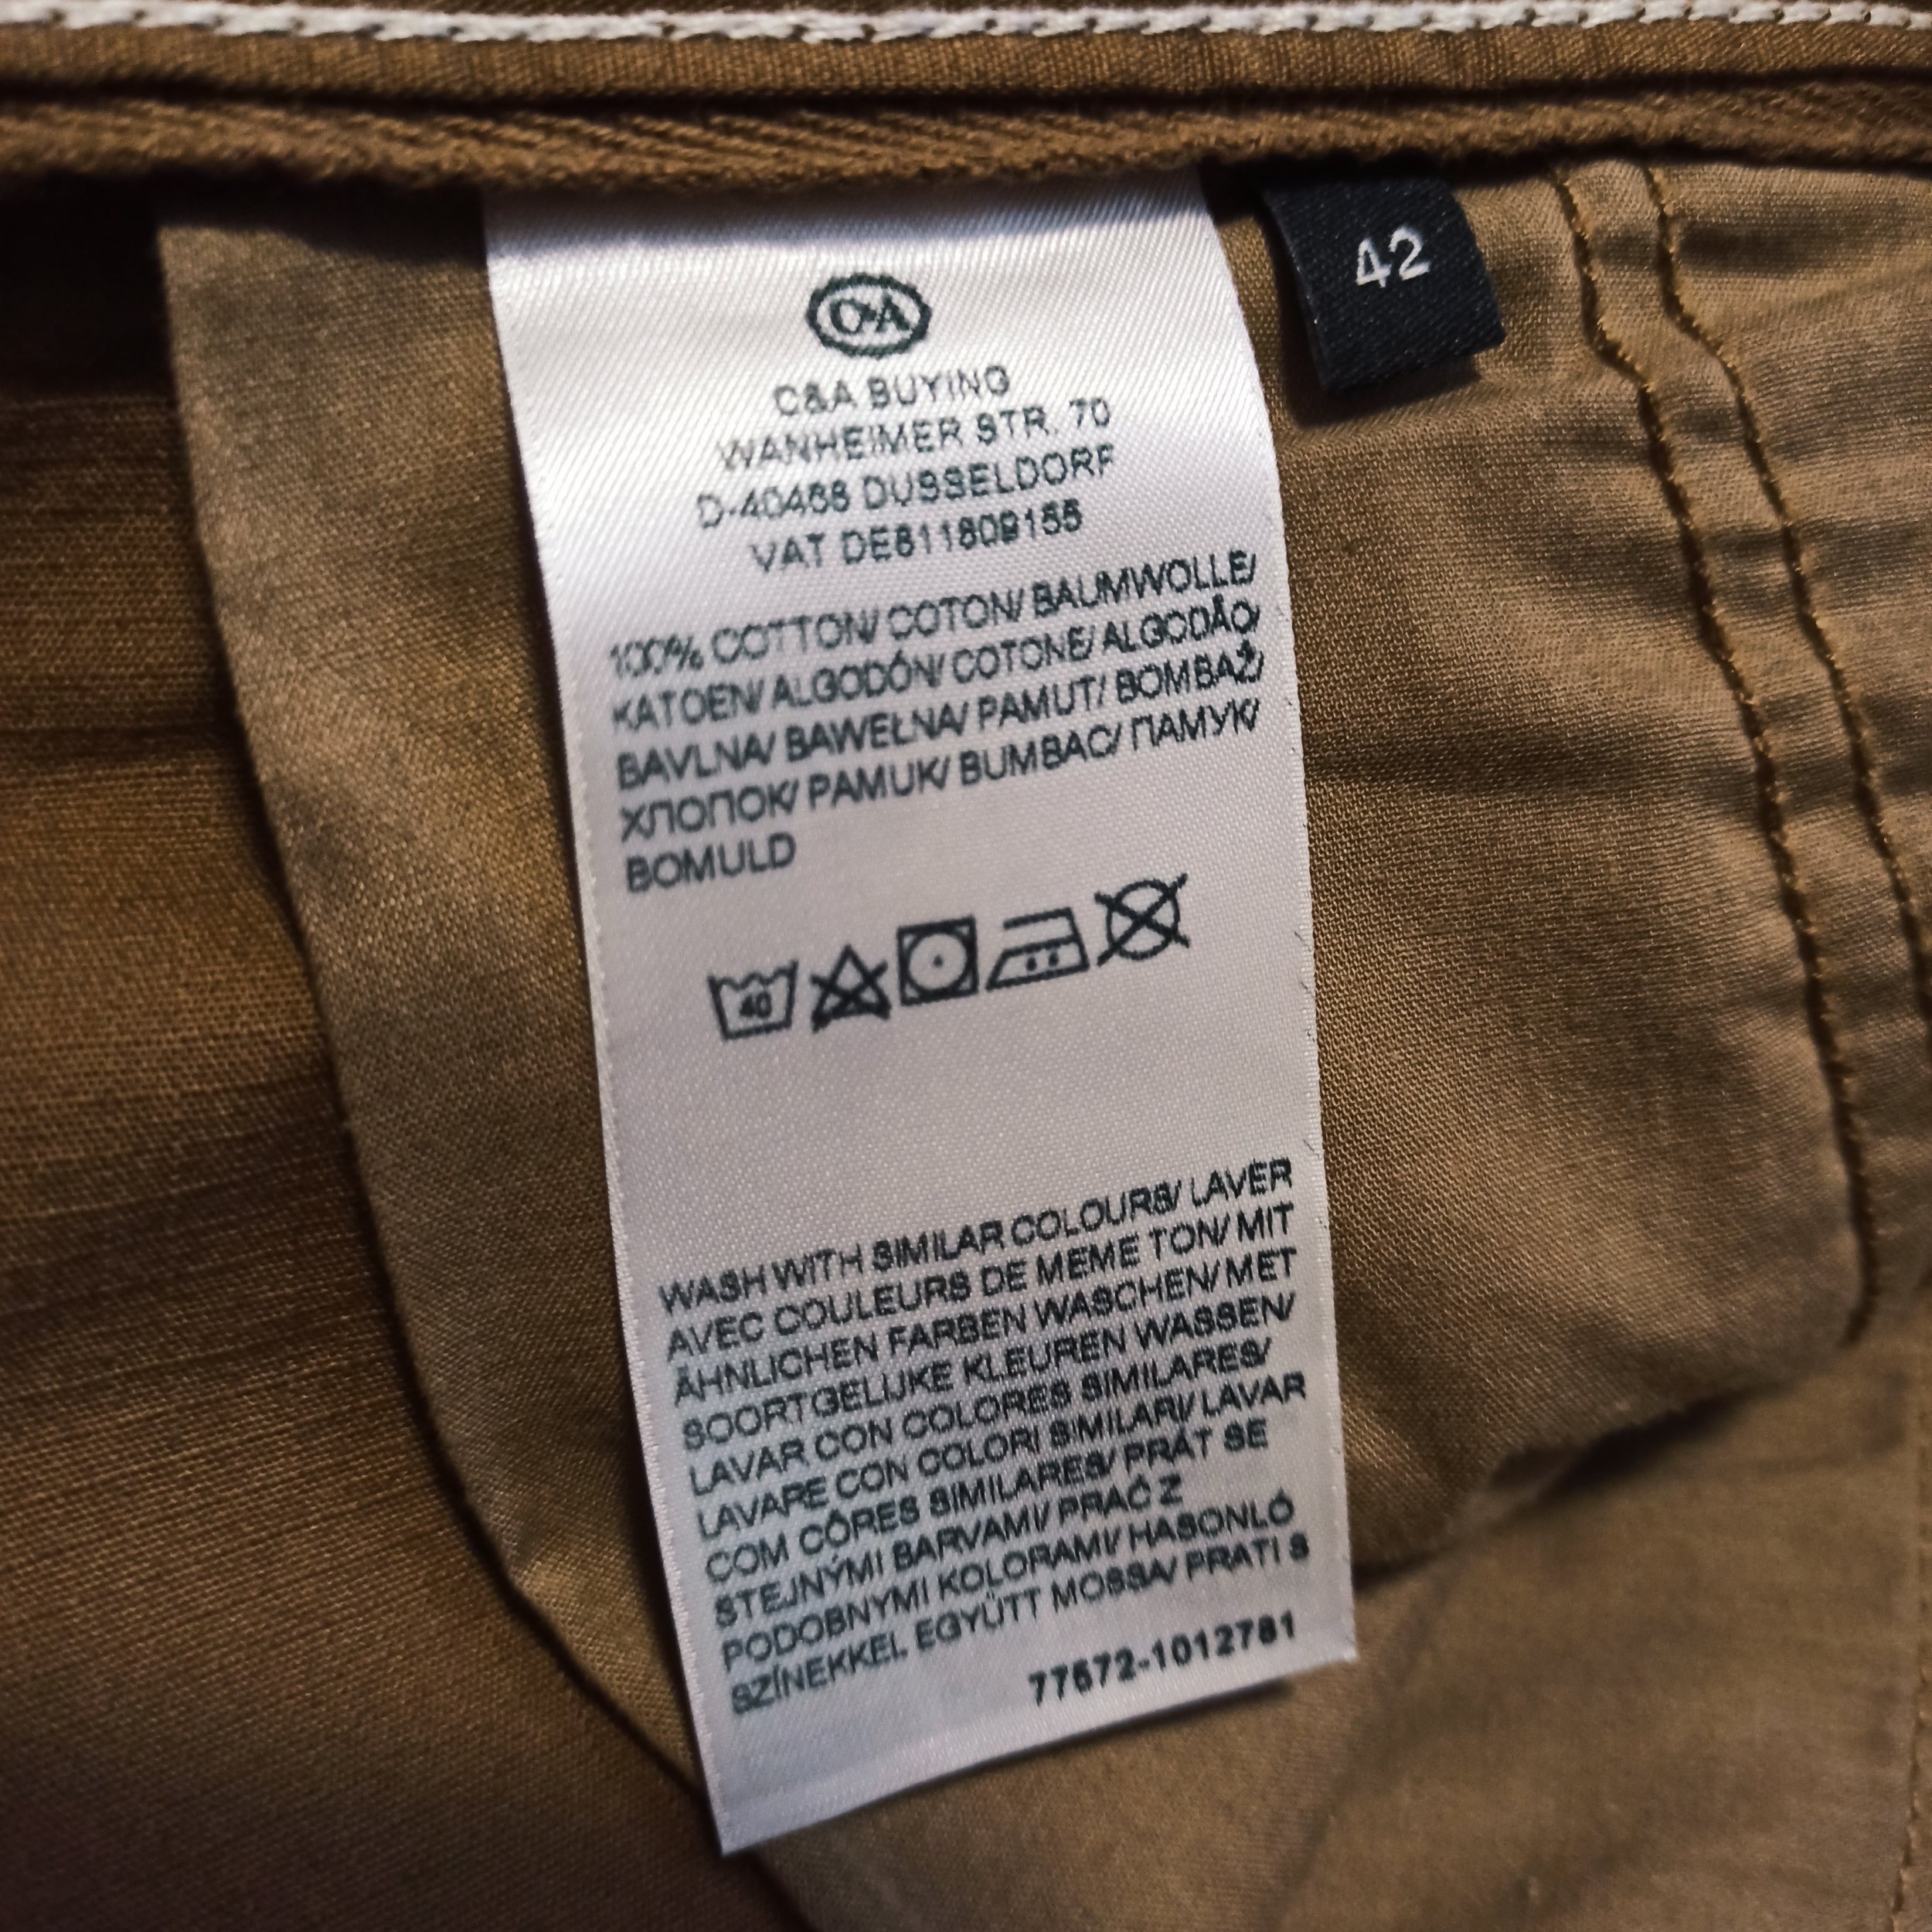 C&A
42
C&A BUYING
WANHEIMER STR. 70
D-40468 DUSSELDORF
VAT DE811809155
100% COTTON/ COTON/ BAUMWOLLE/
KATOEN/ ALGODÓN/ COTONE/ ALGODÃO/
BAVLNA/ BAWEŁNA/ PAMUT/ BOMBAŽ/
ХЛОПОК/ PAMUK/ BUMBAC/ ПАМУК/
BOMULD
40
WASH WITH SIMILAR COLOURS/ LAVER
AVEC COULEURS DE MEME TON/ MIT
ÄHNLICHEN FARBEN WASCHEN/ MET
SOORTGELIJKE KLEUREN WASSEN/
LAVAR CON COLORES SIMILARES/
LAVARE CON COLORI SIMILARI/ LAVAR
COM CÔRES SIMILARES/ PRÁT SE
STEJNÝMI BARVAMI/ PRAĆ Z
PODOBNYMI KOLORAMI/ HASONLÓ
SZÍNEKKEL EGYÜTT MOSSA/ PRATI S
77572-1012781